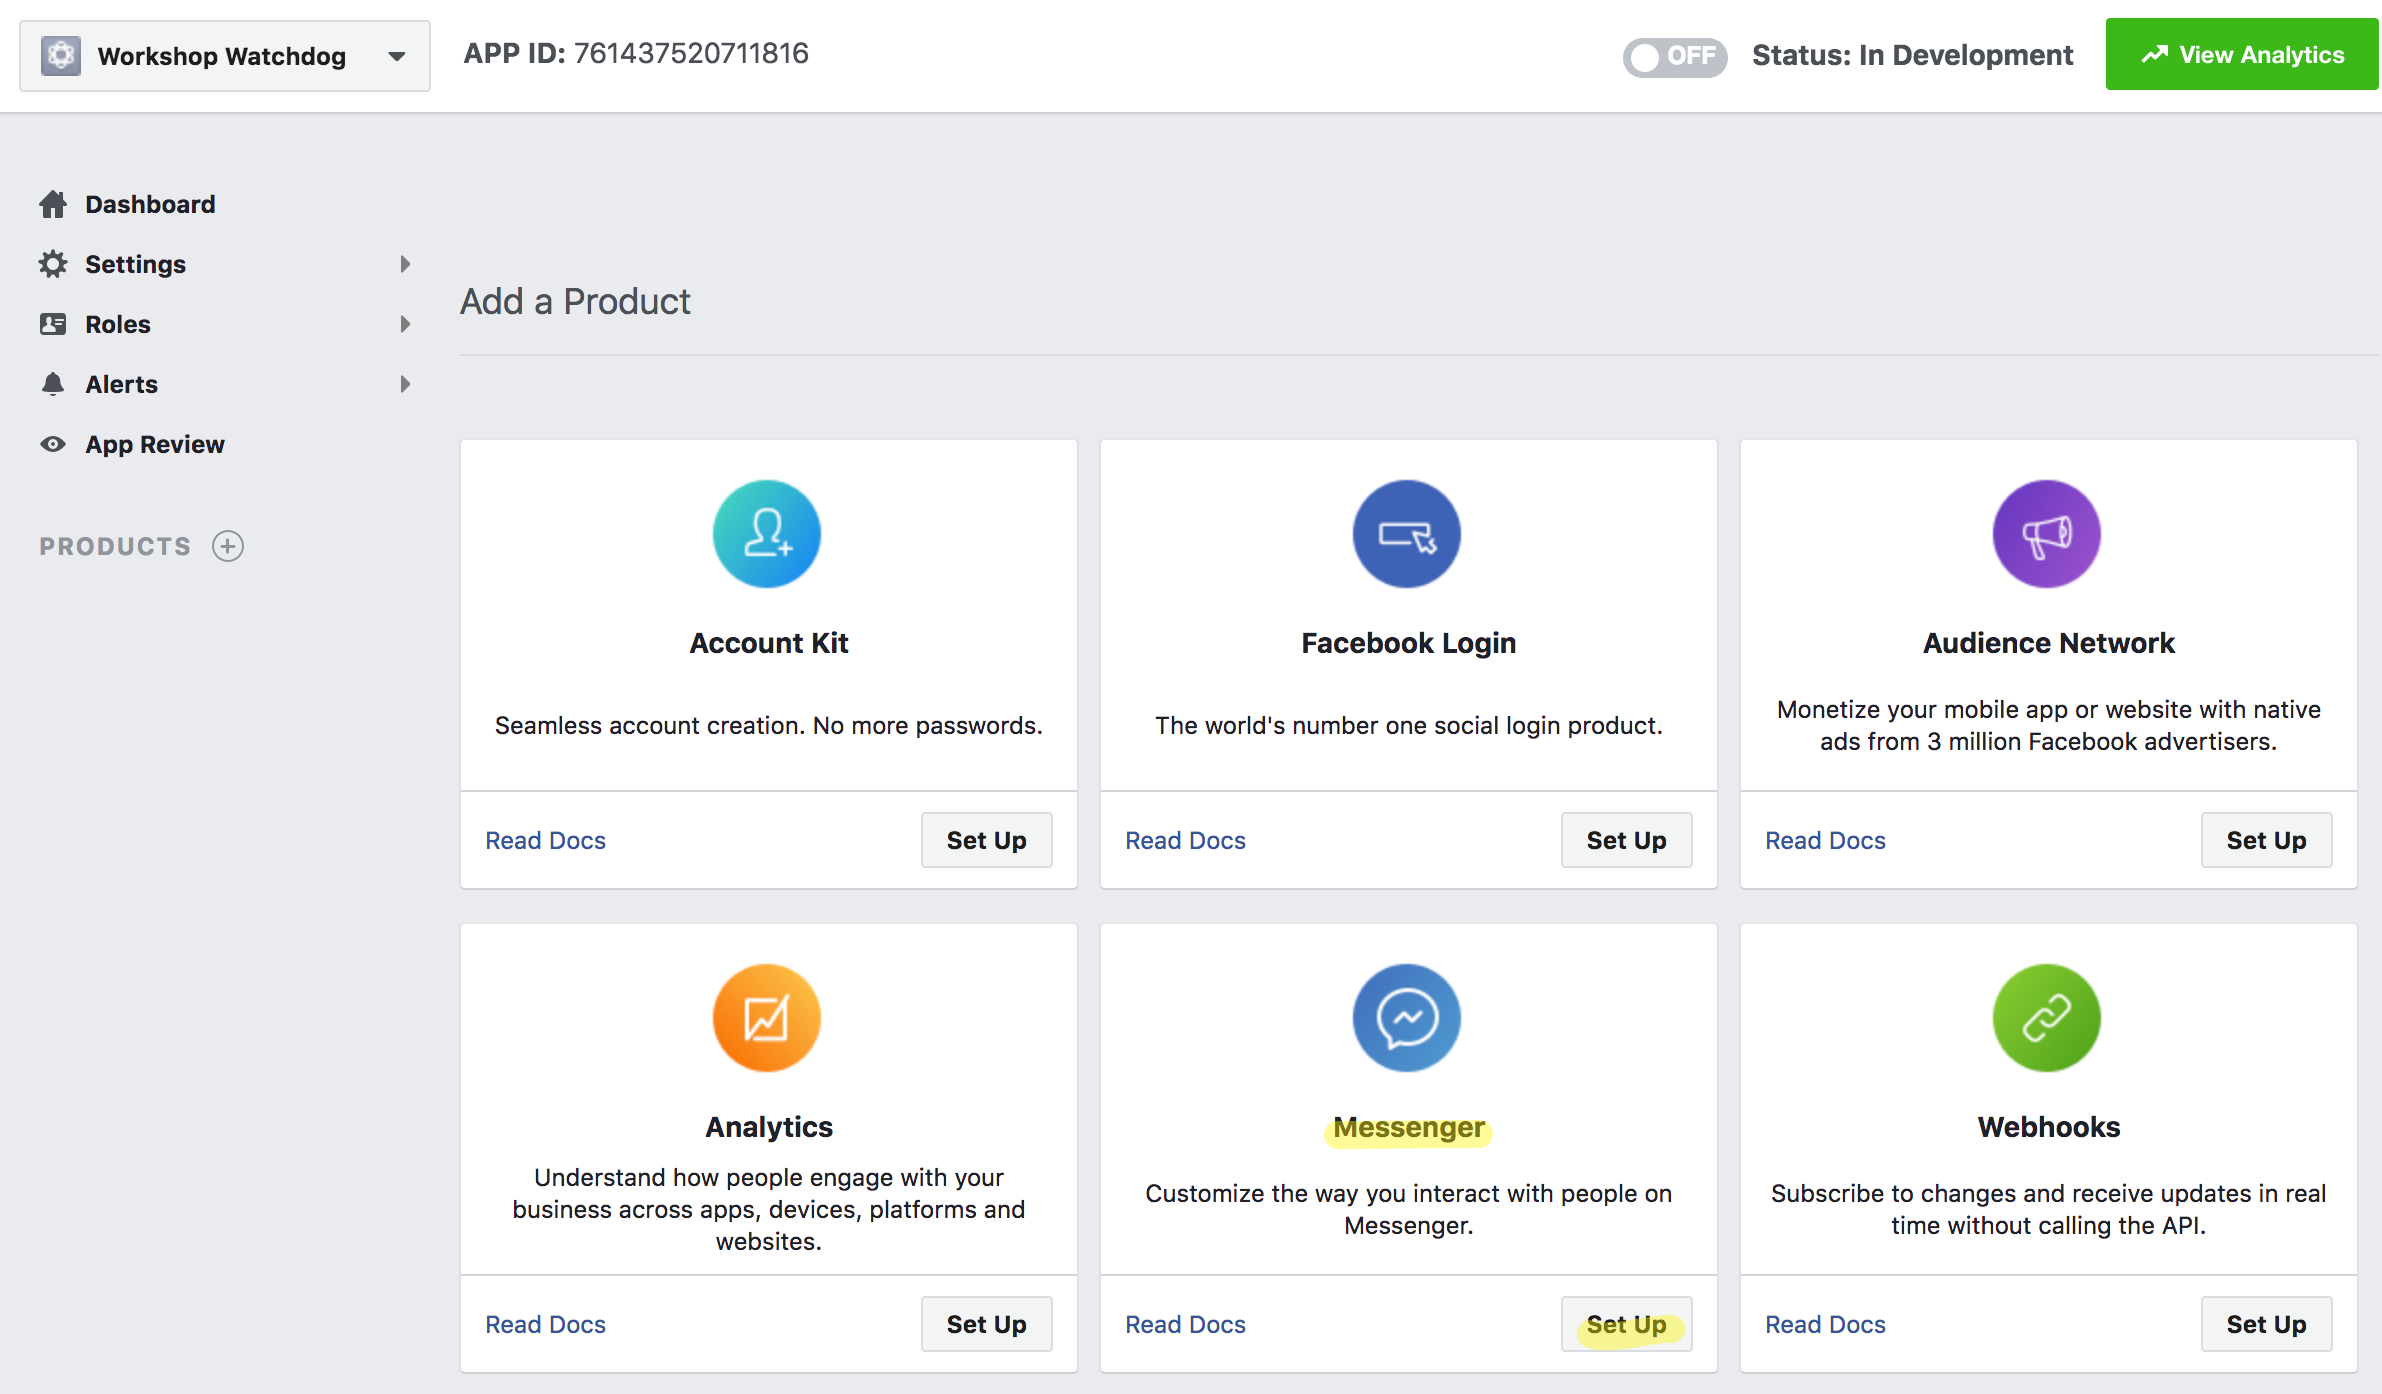 Workshop Watchdog
APP ID: 761437520711816
OFF
Status: In Development
View Analytics
Dashboard
Settings
Roles
Alerts
App Review
PRODUCTS
Add a Product
Account Kit
Seamless account creation. No more passwords.
Read Docs
Set Up
Facebook Login
The world's number one social login product.
Read Docs
Set Up
Audience Network
Monetize your mobile app or website with native
ads from 3 million Facebook advertisers.
Read Docs
Set Up
Analytics
Understand how people engage with your
business across apps, devices, platforms and
websites.
Read Docs
Set Up
Messenger
Customize the way you interact with people on
Messenger.
Read Docs
Set Up
Webhooks
Subscribe to changes and receive updates in real
time without calling the API.
Read Docs
Set Up